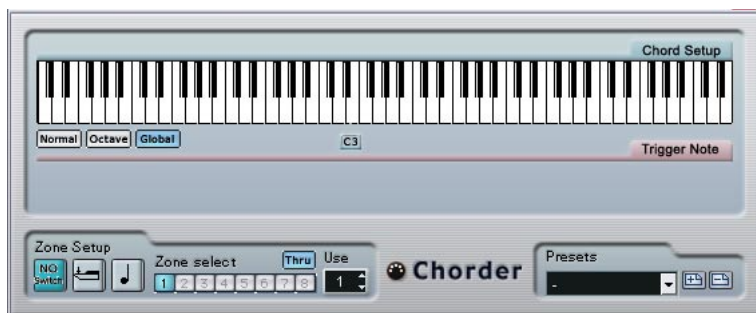 Chord Setup
Normal Octave Global
C3
Trigger Note
Zone Setup
NO Switch
Zone select
Thru
Use
1 2 3 4 5 6 7 8
1
Chorder
Presets
-